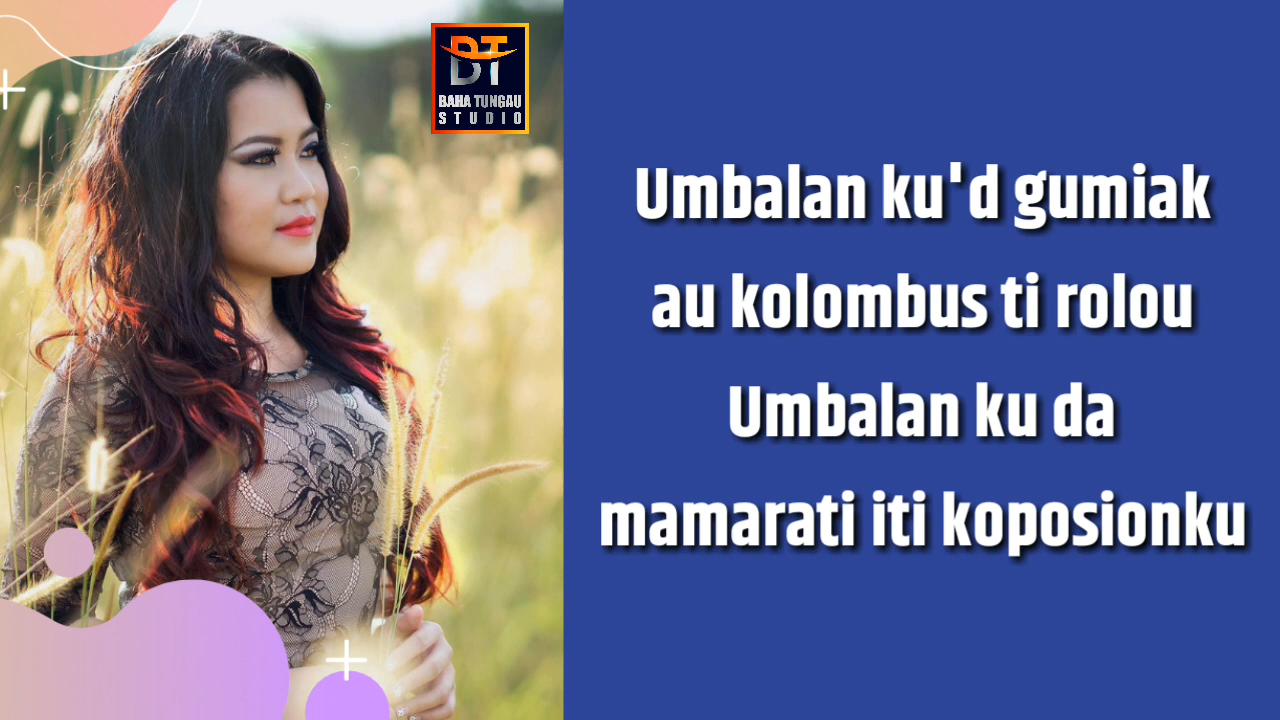 BT
BAHA TUNGAU
STUDIO
Umbalan ku'd gumiak
au kolombus ti rolou
Umbalan ku da
mamarati iti koposionku